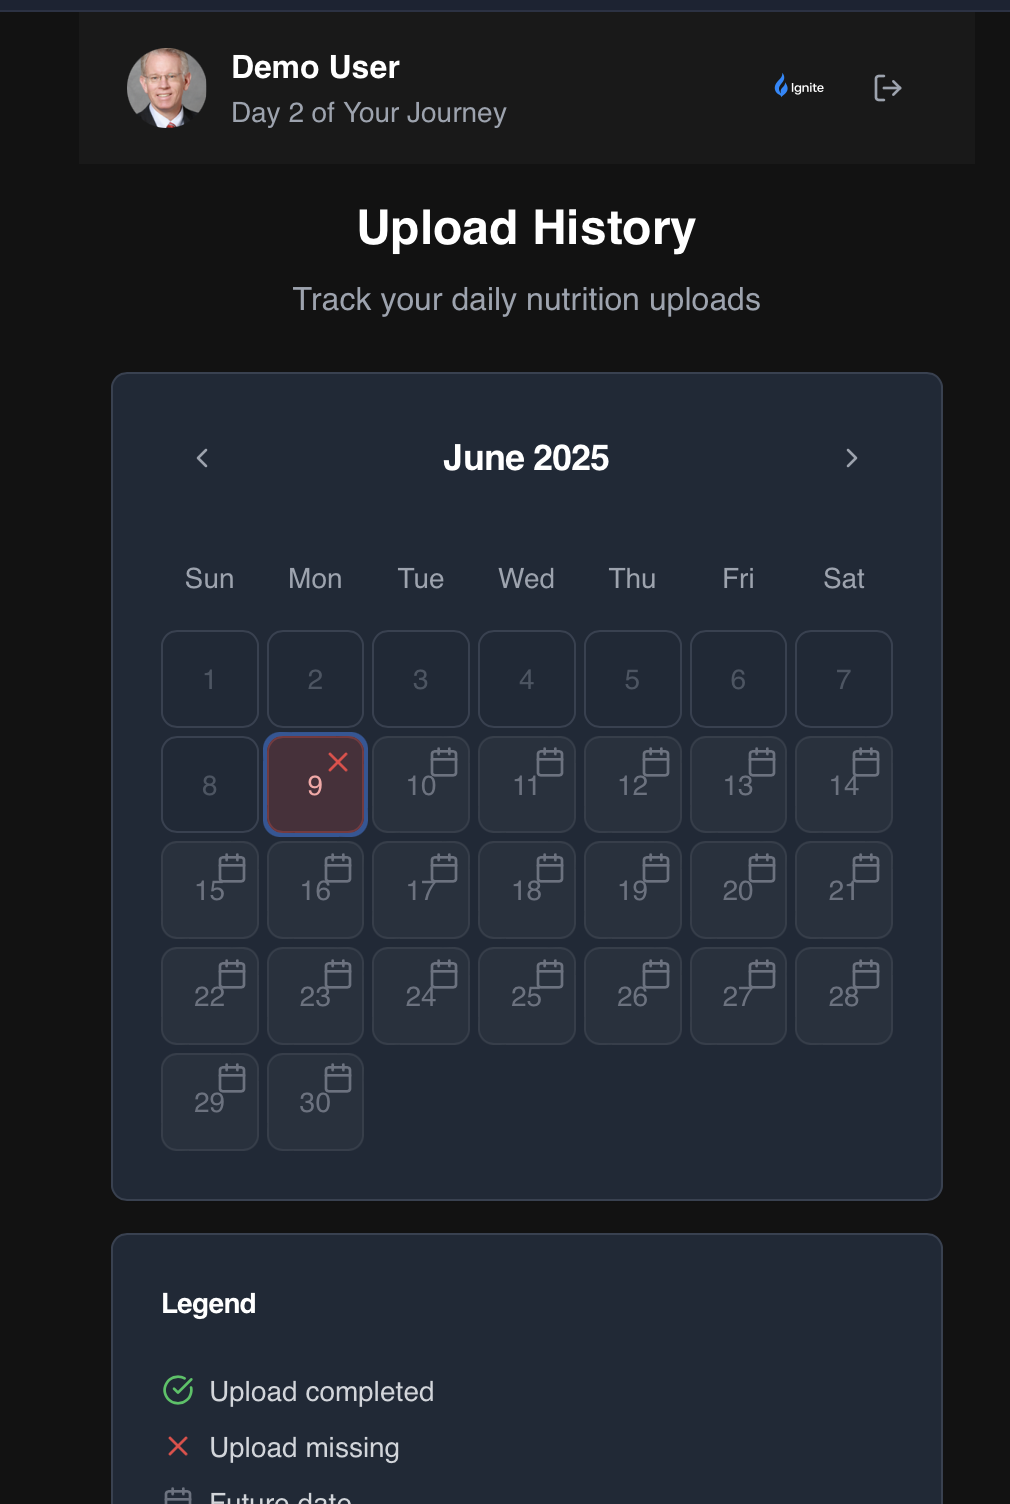 Demo User
Day 2 of Your Journey
Ignite
Upload History
Track your daily nutrition uploads
June 2025
Sun Mon Tue Wed Thu Fri Sat
1 2 3 4 5 6 7
8 9 10 11 12 13 14
15 16 17 18 19 20 21
22 23 24 25 26 27 28
29 30
Legend
Upload completed
Upload missing
Future date